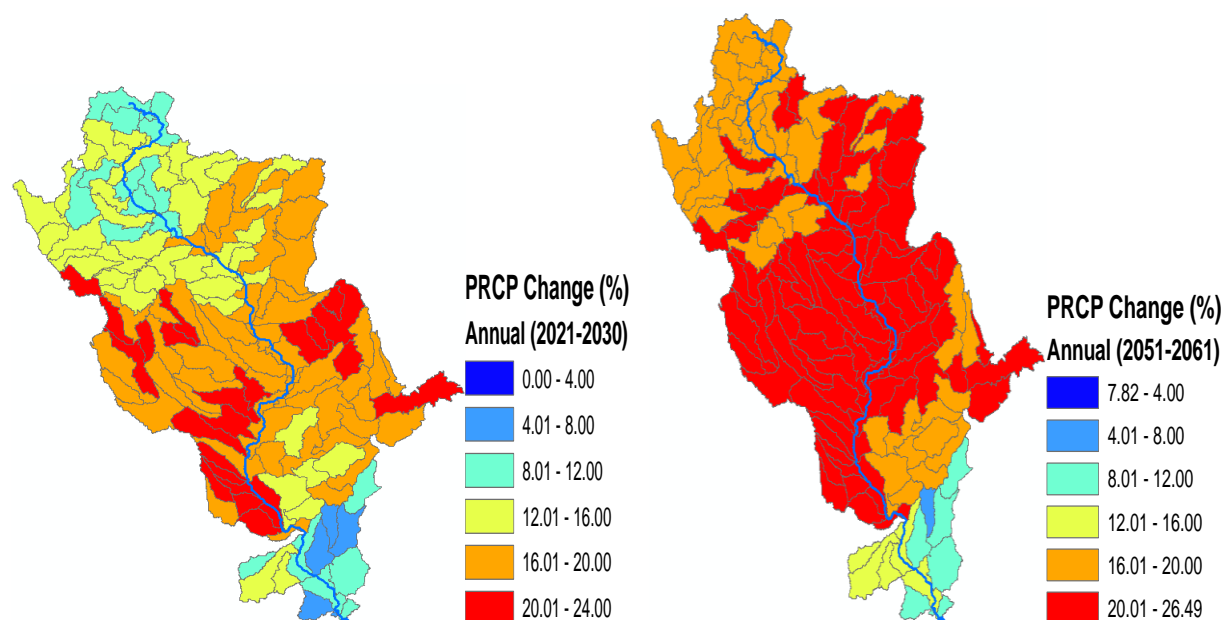 PRCP Change (%)
Annual (2021-2030)
0.00 - 4.00
4.01 - 8.00
8.01 - 12.00
12.01 - 16.00
16.01 - 20.00
20.01 - 24.00
PRCP Change (%)
Annual (2051-2061)
7.82 - 4.00
4.01 - 8.00
8.01 - 12.00
12.01 - 16.00
16.01 - 20.00
20.01 - 26.49